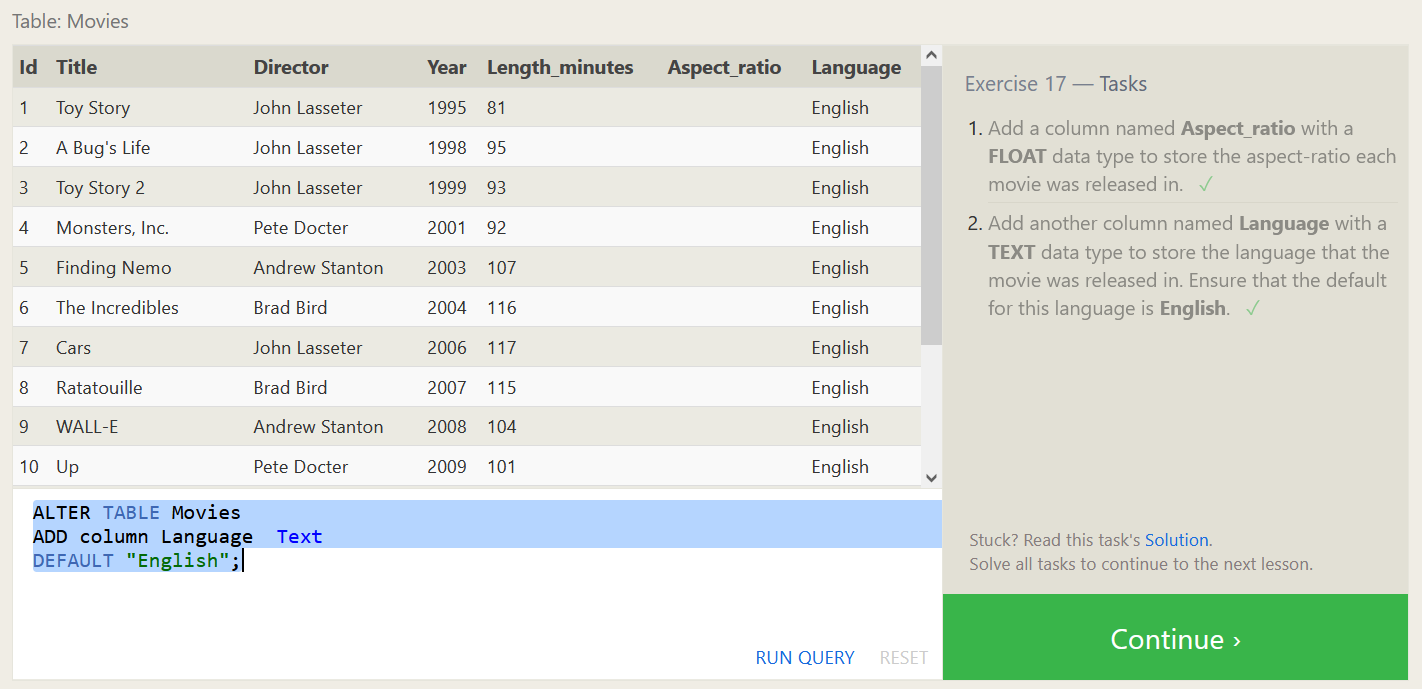 Table: Movies
Id Title Director Year Length_minutes Aspect_ratio Language
1 Toy Story John Lasseter 1995 81 English
2 A Bug's Life John Lasseter 1998 95 English
3 Toy Story 2 John Lasseter 1999 93 English
4 Monsters, Inc. Pete Docter 2001 92 English
5 Finding Nemo Andrew Stanton 2003 107 English
6 The Incredibles Brad Bird 2004 116 English
7 Cars John Lasseter 2006 117 English
8 Ratatouille Brad Bird 2007 115 English
9 WALL-E Andrew Stanton 2008 104 English
10 Up Pete Docter 2009 101 English
ALTER TABLE Movies
ADD column Language  Text
DEFAULT "English";
RUN QUERY RESET
Exercise 17 — Tasks
1. Add a column named Aspect_ratio with a
FLOAT data type to store the aspect-ratio each
movie was released in. ✓
2. Add another column named Language with a
TEXT data type to store the language that the
movie was released in. Ensure that the default
for this language is English. ✓
Stuck? Read this task's Solution.
Solve all tasks to continue to the next lesson.
Continue ›